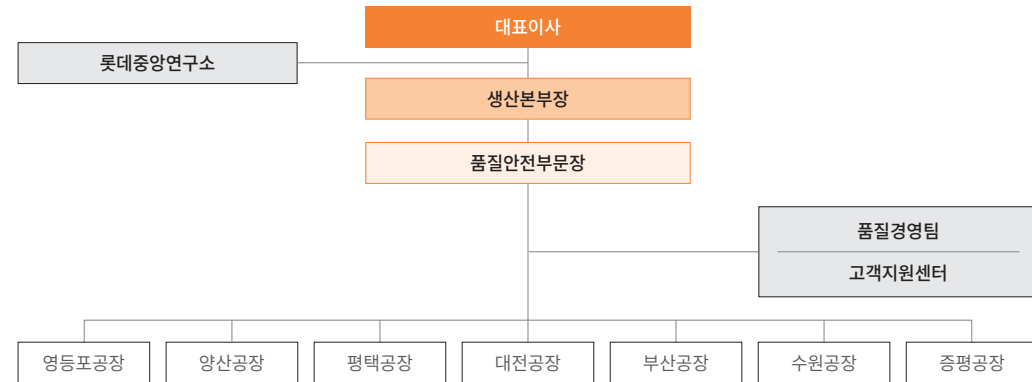 대표이사
롯데중앙연구소
생산본부장
품질안전부문장
품질경영팀
고객지원센터
영등포공장
양산공장
평택공장
대전공장
부산공장
수원공장
증평공장